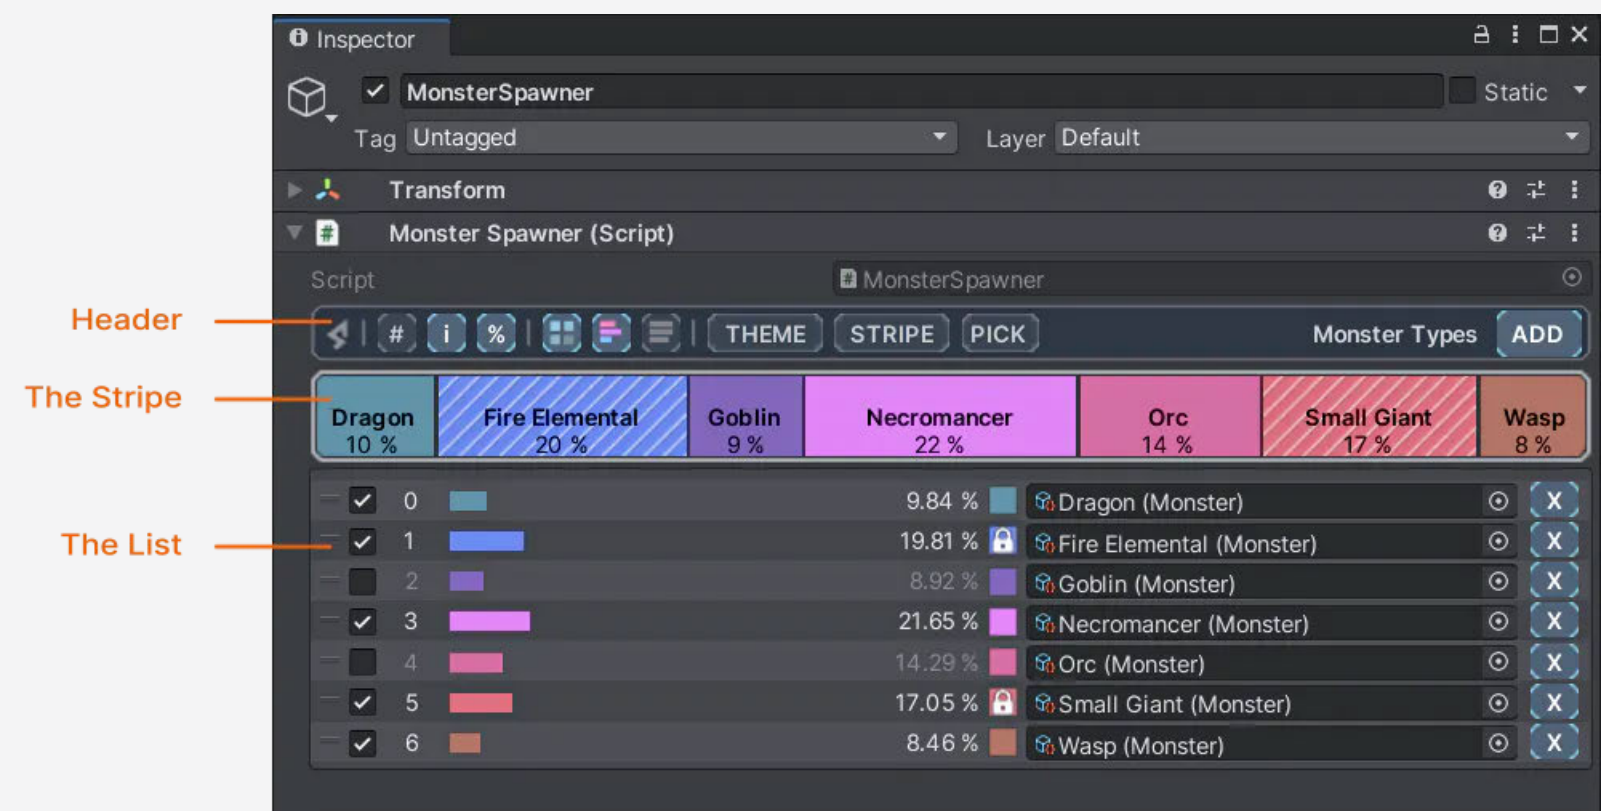 Inspector
MonsterSpawner Static
Tag Untagged Layer Default
Transform
# Monster Spawner (Script)
Script # MonsterSpawner
Header # i % THEME STRIPE PICK Monster Types ADD
The Stripe
Dragon Fire Elemental Goblin Necromancer Orc Small Giant Wasp
10 % 20 % 9 % 22 % 14 % 17 % 8 %
0 9.84 % Dragon (Monster) X
The List 1 19.81 % Fire Elemental (Monster) X
2 8.92 % Goblin (Monster) X
3 21.65 % Necromancer (Monster) X
4 14.29 % Orc (Monster) X
5 17.05 % Small Giant (Monster) X
6 8.46 % Wasp (Monster) X